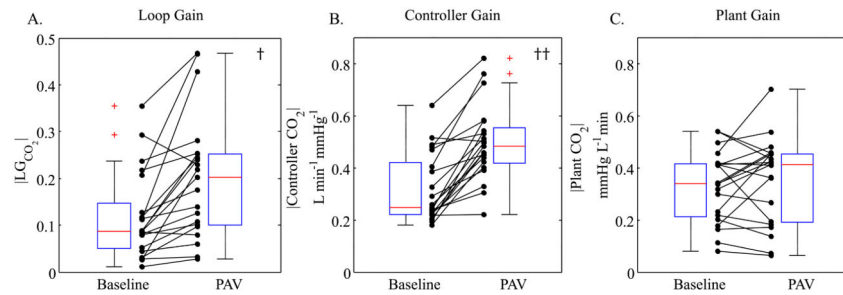 A.
Loop Gain
|LG CO2|
0.5
0.4
0.3
0.2
0.1
0
†
Baseline
PAV
B.
Controller Gain
|Controller CO2|
L min-1 mmHg-1
0.8
0.6
0.4
0.2
0
††
Baseline
PAV
C.
Plant Gain
|Plant CO2|
mmHg L-1 min
0.8
0.6
0.4
0.2
0
Baseline
PAV